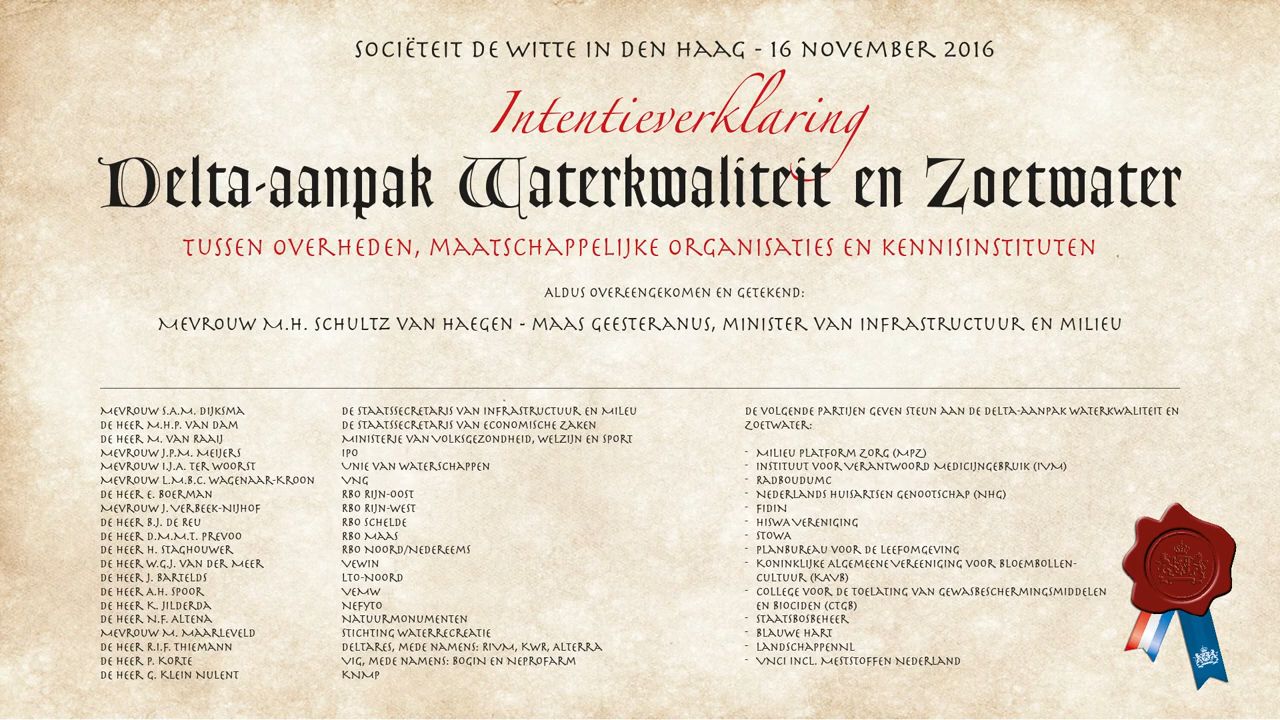 SOCIËTEIT DE WITTE IN DEN HAAG - 16 NOVEMBER 2016
Intentieverklaring
Delta-aanpak Waterkwaliteit en Zoetwater
TUSSEN OVERHEDEN, MAATSCHAPPELIJKE ORGANISATIES EN KENNISINSTITUTEN
ALDUS OVEREENGEKOMEN EN GETEKEND:
MEVROUW M.H. SCHULTZ VAN HAEGEN - MAAS GEESTERANUS, MINISTER VAN INFRASTRUCTUUR EN MILIEU
MEVROUW S.A.M. DIJKSMA DE STAATSSECRETARIS VAN INFRASTRUCTUUR EN MILEU
DE HEER M.H.P. VAN DAM DE STAATSSECRETARIS VAN ECONOMISCHE ZAKEN
DE HEER M. VAN RAAIJ MINISTERIE VAN VOLKSGEZONDHEID, WELZIJN EN SPORT
MEVROUW J.P.M. MEIJERS IPO
MEVROUW I.J.A. TER WOORST UNIE VAN WATERSCHAPPEN
MEVROUW L.M.B.C. WAGENAAR-KROON VNG
DE HEER E. BOERMAN RBO RIJN-OOST
MEVROUW J. VERBEEK-NIJHOF RBO RIJN-WEST
DE HEER B.J. DE REU RBO SCHELDE
DE HEER D.M.M.T. PREVOO RBO MAAS
DE HEER H. STAGHOUWER RBO NOORD/NEDEREEMS
DE HEER W.G.J. VAN DER MEER VEWIN
DE HEER J. BARTELDS LTO-NOORD
DE HEER A.H. SPOOR VEMW
DE HEER K. JILDERDA NEFYTO
DE HEER N.F. ALTENA NATUURMONUMENTEN
MEVROUW M. MAARLEVELD STICHTING WATERRECREATIE
DE HEER R.I.F. THIEMANN DELTARES, MEDE NAMENS: RIVM, KWR, ALTERRA
DE HEER P. KORTE VIG, MEDE NAMENS: BOGIN EN NEPROFARM
DE HEER G. KLEIN NULENT KNMP
DE VOLGENDE PARTIJEN GEVEN STEUN AAN DE DELTA-AANPAK WATERKWALITEIT EN
ZOETWATER:
- MILIEU PLATFORM ZORG (MPZ)
- INSTITUUT VOOR VERANTWOORD MEDICIJNGEBRUIK (IVM)
- RADBOUDUMC
- NEDERLANDS HUISARTSEN GENOOTSCHAP (NHG)
- FIDIN
- HISWA VERENIGING
- STOWA
- PLANBUREAU VOOR DE LEEFOMGEVING
- KONINKLIJKE ALGEMEENE VEREENIGING VOOR BLOEMBOLLEN-
CULTUUR (KAVB)
- COLLEGE VOOR DE TOELATING VAN GEWASBESCHERMINGSMIDDELEN
EN BIOCIDEN (CTGB)
- STAATSBOSBEHEER
- BLAUWE HART
- LANDSCHAPPENNL
- VNCI INCL. MESTSTOFFEN NEDERLAND